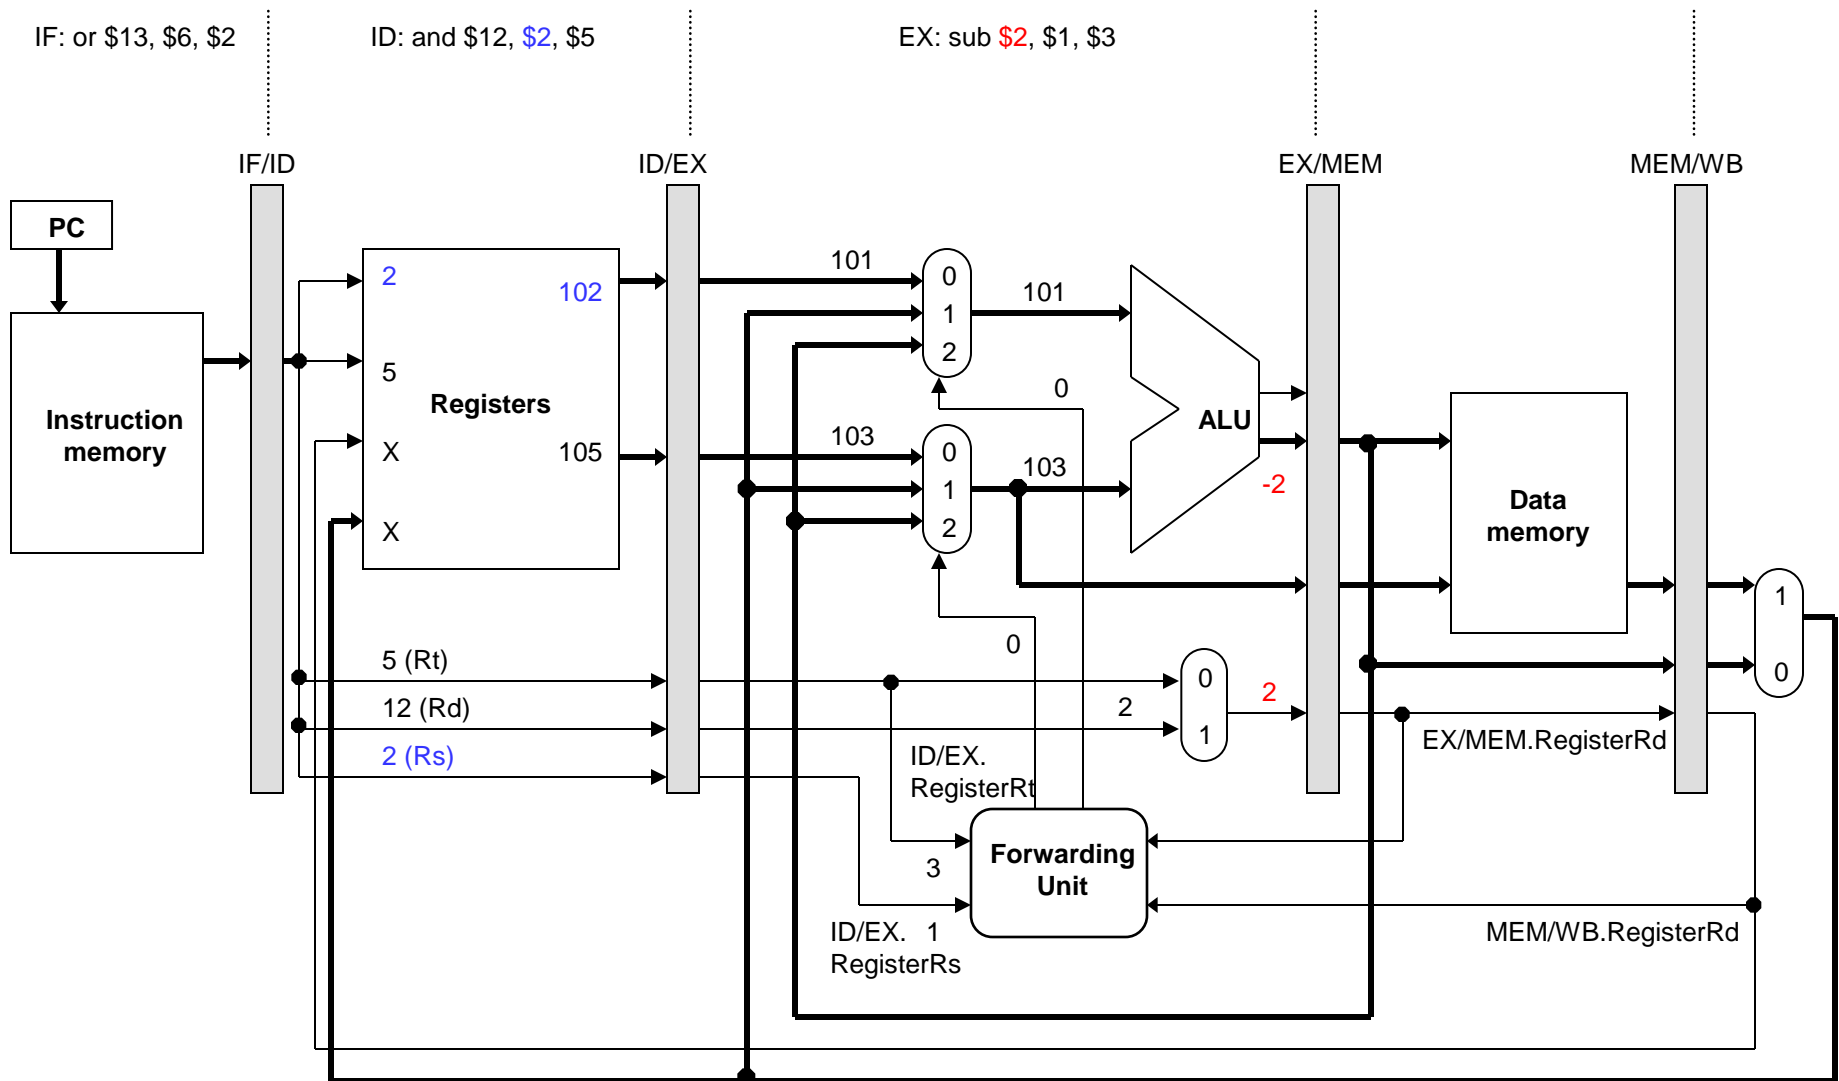 IF: or $13, $6, $2
ID: and $12, $2, $5
EX: sub $2, $1, $3
IF/ID
ID/EX
EX/MEM
MEM/WB
PC
Instruction
memory
2
102
5
Registers
X
105
X
101
0
1
2
101
0
103
0
1
2
103
ALU
-2
Data
memory
0
1
0
5 (Rt)
12 (Rd)
2 (Rs)
2
0
1
2
EX/MEM.RegisterRd
ID/EX.
RegisterRt
Forwarding
Unit
3
ID/EX. 1
RegisterRs
MEM/WB.RegisterRd